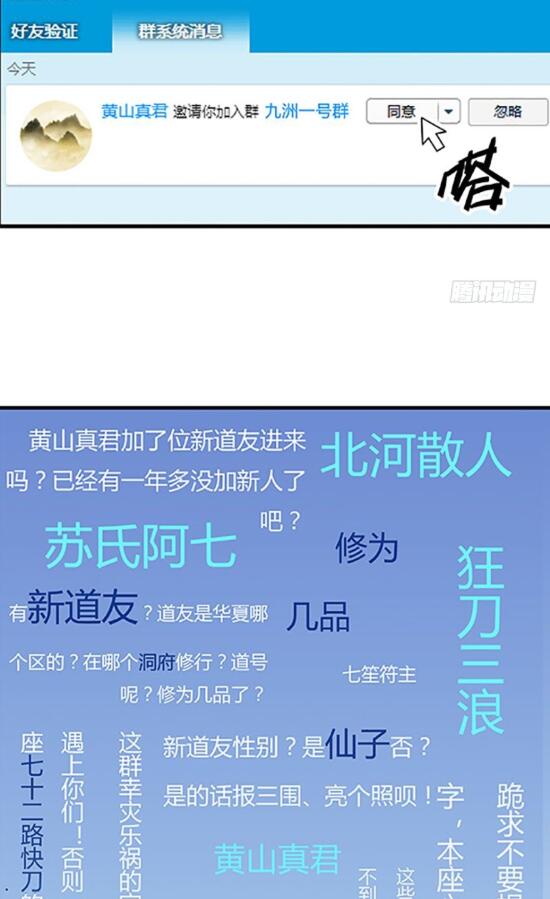 好友验证
群系统消息
今天
黄山真君 邀请你加入群 九洲一号群
同意
忽略
嗒
腾讯动漫
黄山真君加了位新道友进来
吗？已经有一年多没加新人了
吧？
北河散人
苏氏阿七
修为
狂刀三浪
有新道友？道友是华夏哪
几品
个区的？在哪个洞府修行？道号
呢？修为几品了？
七笙符主
新道友性别？是仙子否？
是的话报三围、亮个照呗！
黄山真君
跪求不要
字，本座
这些
不到
这群幸灾乐祸的
遇上你们！否则
座七十二路快刀的